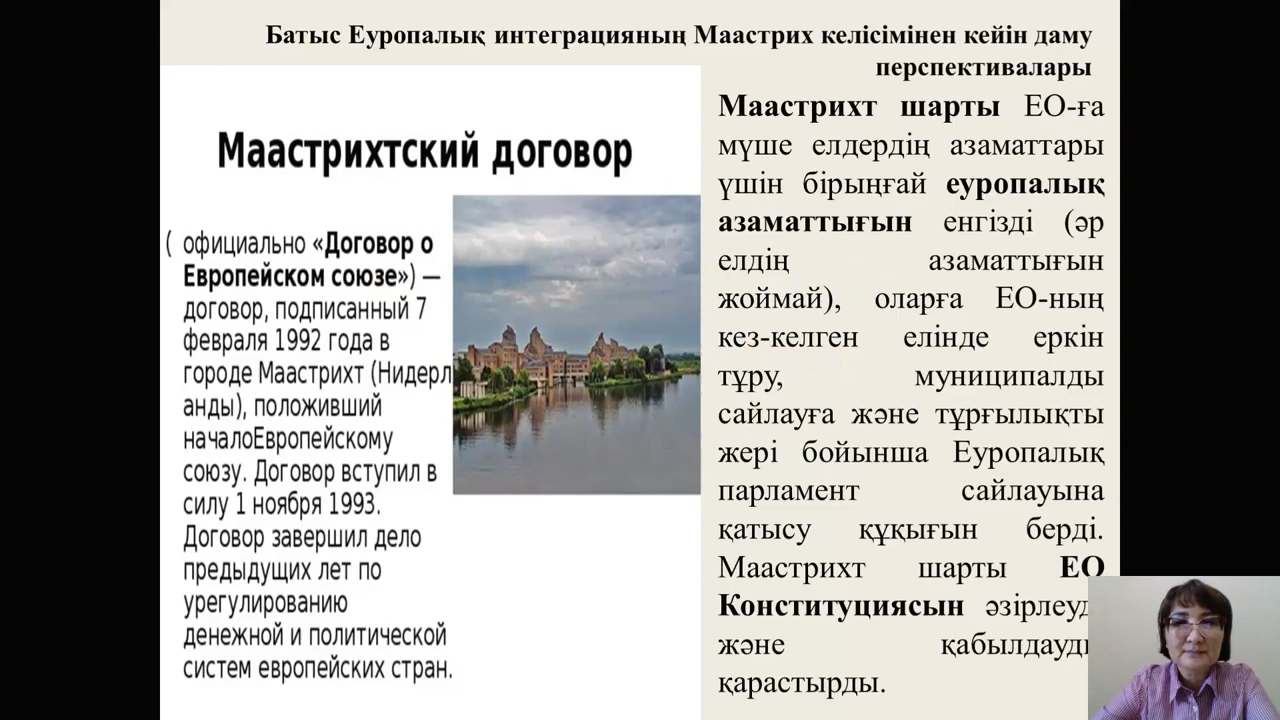 Батыс Еуропалық интеграцияның Маастрих келісімінен кейін даму
перспективалары
Маастрихтский договор
( официально «Договор о
Европейском союзе») —
договор, подписанный 7
февраля 1992 года в
городе Маастрихт (Нидерл
анды), положивший
началоЕвропейскому
союзу. Договор вступил в
силу 1 ноября 1993.
Договор завершил дело
предыдущих лет по
урегулированию
денежной и политической
систем европейских стран.
Маастрихт шарты ЕО-ға
мүше елдердің азаматтары
үшін бірыңғай еуропалық
азаматтығын енгізді (әр
елдің азаматтығын
жоймай), оларға ЕО-ның
кез-келген елінде еркін
тұру, муниципалды
сайлауға және тұрғылықты
жері бойынша Еуропалық
парламент сайлауына
қатысу құқығын берді.
Маастрихт шарты ЕО
Конституциясын әзірлеуд
және қабылдауд
қарастырды.